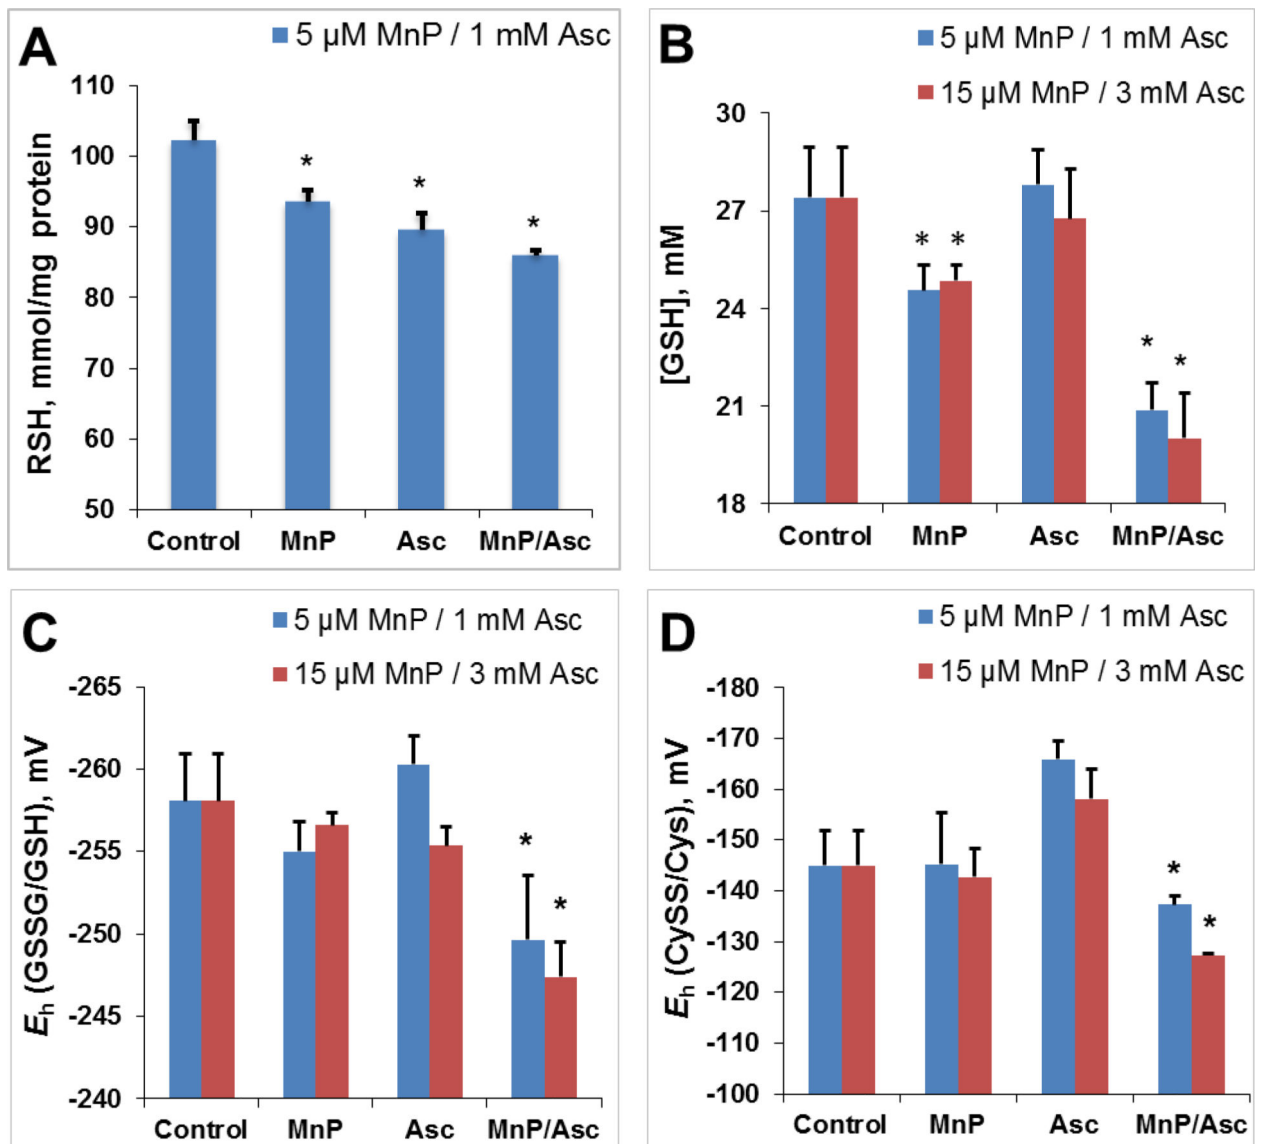 A
5 μM MnP / 1 mM Asc
RSH, mmol/mg protein
110
100
90
80
70
60
50
*
*
*
Control MnP Asc MnP/Asc
B
5 μM MnP / 1 mM Asc
15 μM MnP / 3 mM Asc
[GSH], mM
30
27
24
21
18
* *
*
*
Control MnP Asc MnP/Asc
C
5 μM MnP / 1 mM Asc
15 μM MnP / 3 mM Asc
Eh (GSSG/GSH), mV
-265
-260
-255
-250
-245
-240
*
*
Control MnP Asc MnP/Asc
D
5 μM MnP / 1 mM Asc
15 μM MnP / 3 mM Asc
Eh (CySS/Cys), mV
-180
-170
-160
-150
-140
-130
-120
-110
-100
*
*
Control MnP Asc MnP/Asc